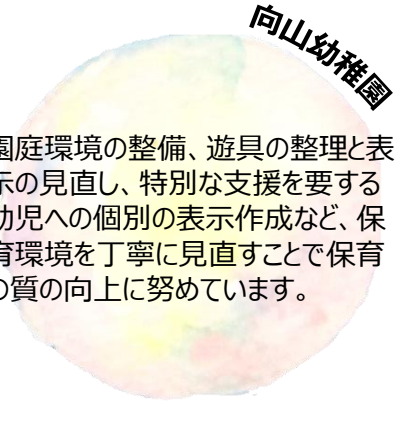 向山幼稚園
園庭環境の整備、遊具の整理と表
示の見直し、特別な支援を要する
幼児への個別の表示作成など、保
育環境を丁寧に見直すことで保育
の質の向上に努めています。